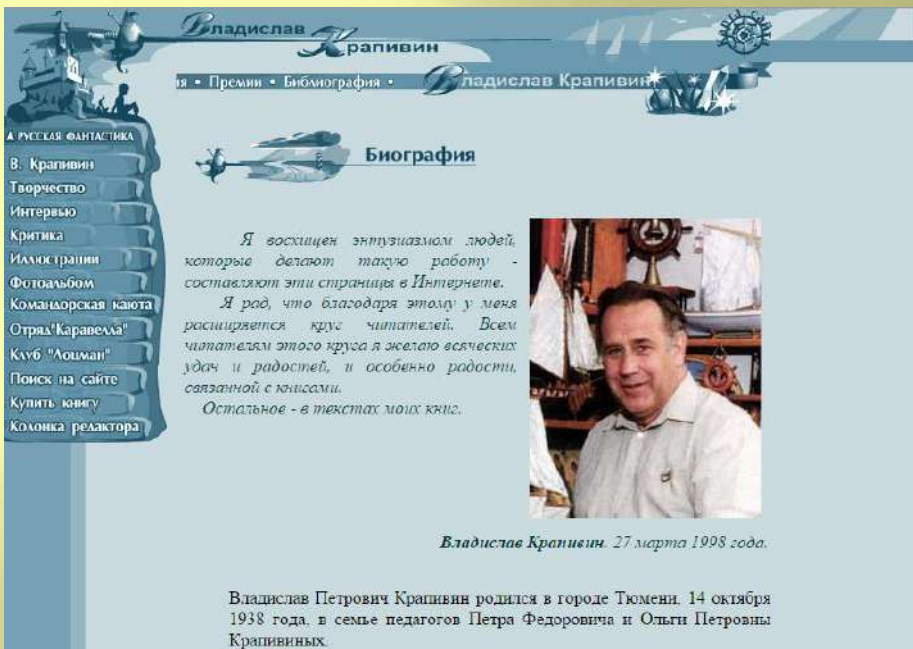 Владислав
Крапивин
ия • Премии • Библиография •
Владислав Крапивин
А РУССКАЯ ФАНТАСТИКА
В. Крапивин
Творчество
Интервью
Критика
Иллюстрации
Фотоальбом
Командорская каюта
Отряд"Каравелла"
Клуб "Лоцман"
Поиск на сайте
Купить книгу
Колонка редактора
Биография
Я восхищен энтузиазмом людей,
которые делают такую работу -
составляют эти страницы в Интернете.
Я рад, что благодаря этому у меня
расширяется круг читателей. Всем
читателям этого круга я желаю всяческих
удач и радостей, и особенно радости,
связанной с книгами.
Остальное - в текстах моих книг.
Владислав Крапивин. 27 марта 1998 года.
Владислав Петрович Крапивин родился в городе Тюмени, 14 октября
1938 года, в семье педагогов Петра Федоровича и Ольги Петровны
Крапивиных.